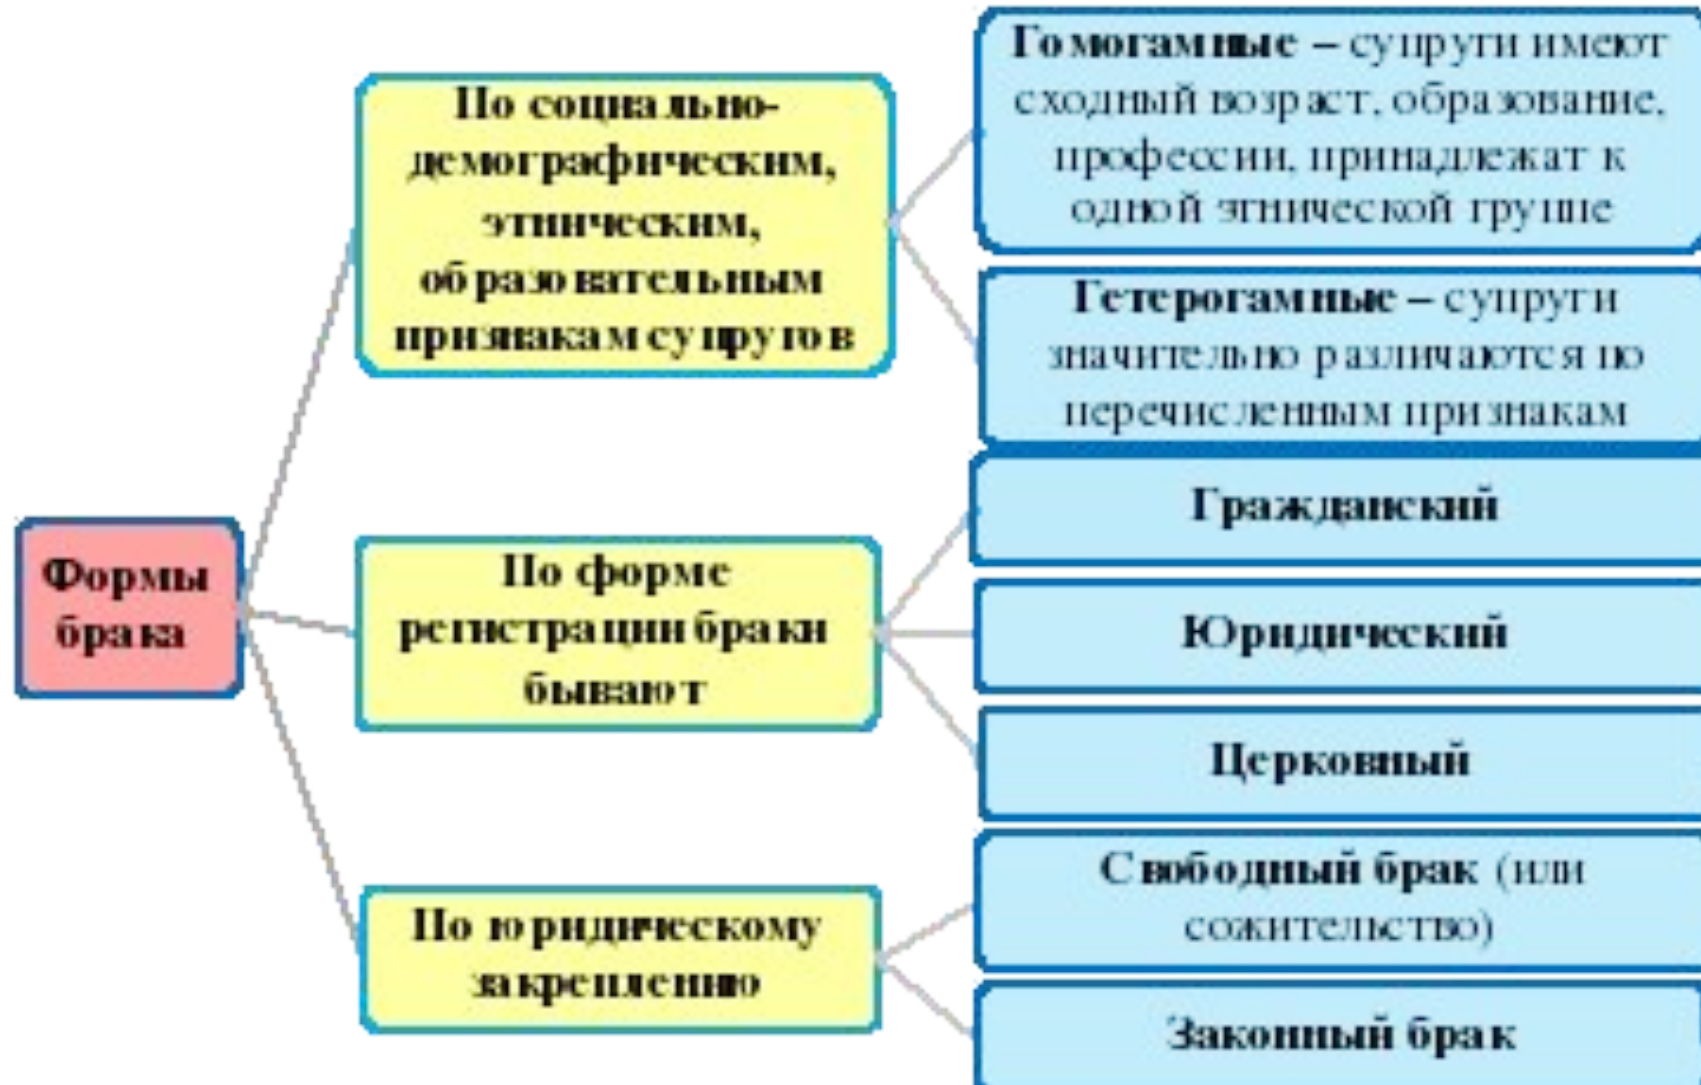 Формы
брака
По социально-
демографическим,
этническим,
образовательным
признакам супругов
Гомогамные – супруги имеют
сходный возраст, образование,
профессии, принадлежат к
одной этнической группе
Гетерогамные – супруги
значительно различаются по
перечисленным признакам
По форме
регистрации браки
бывают
Гражданский
Юридический
Церковный
По юридическому
закреплению
Свободный брак (или
сожительство)
Законный брак